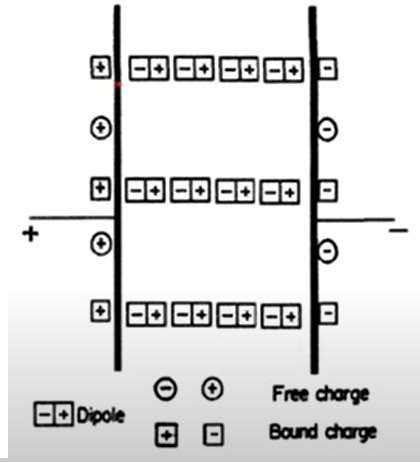 + - + - + - + - + -
+ -
+ - + - + - + - + -
+ -
+ -
+ - + - + - + - + -
- + Free charge
- + Dipole
+ - Bound charge